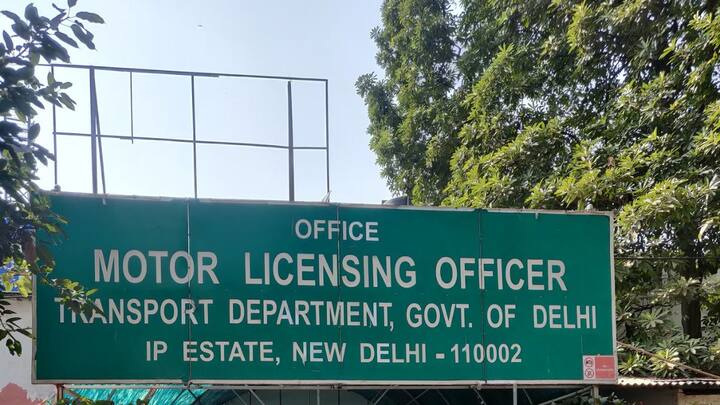 OFFICE
MOTOR LICENSING OFFICER
TRANSPORT DEPARTMENT, GOVT. OF DELHI
IP ESTATE, NEW DELHI - 110002